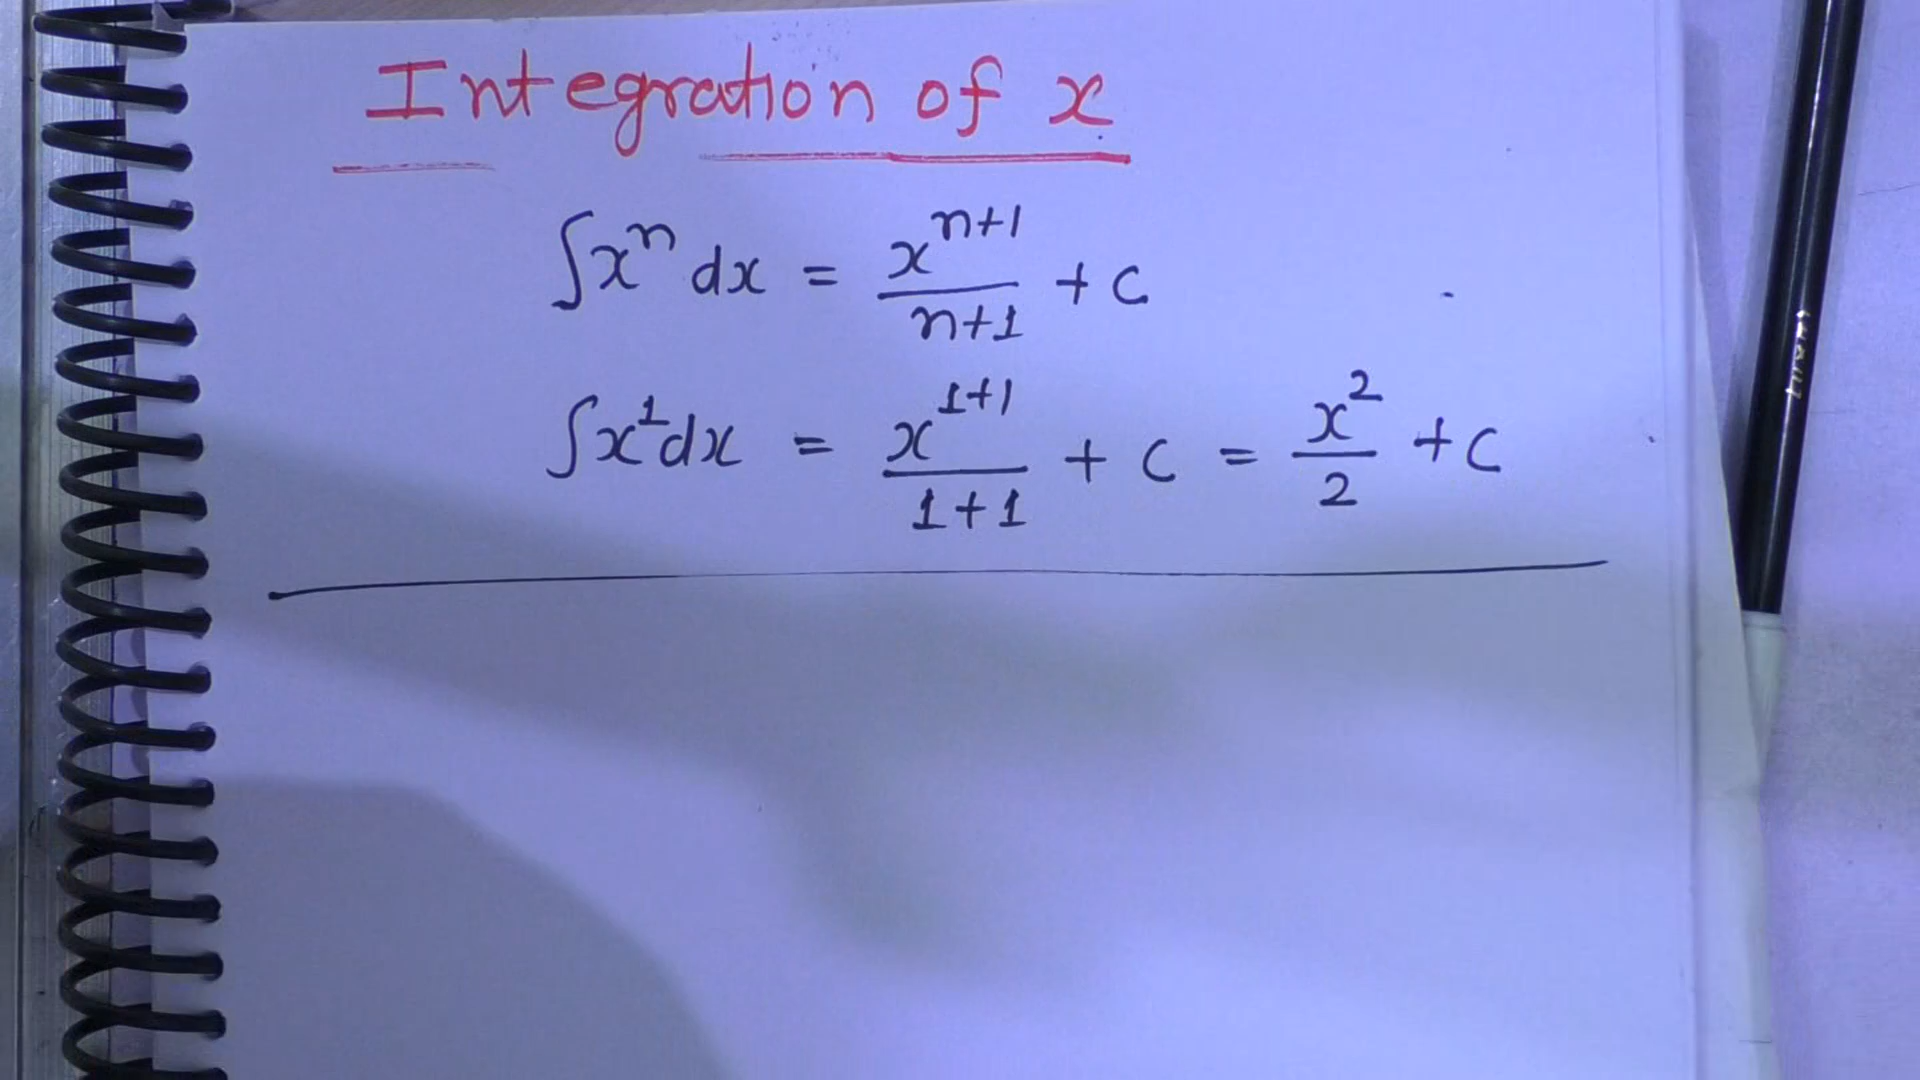 Integration of x
∫xⁿ dx = xⁿ⁺¹/n+1 + c
∫x¹dx = x¹⁺¹/1+1 + c = x²/2 + c